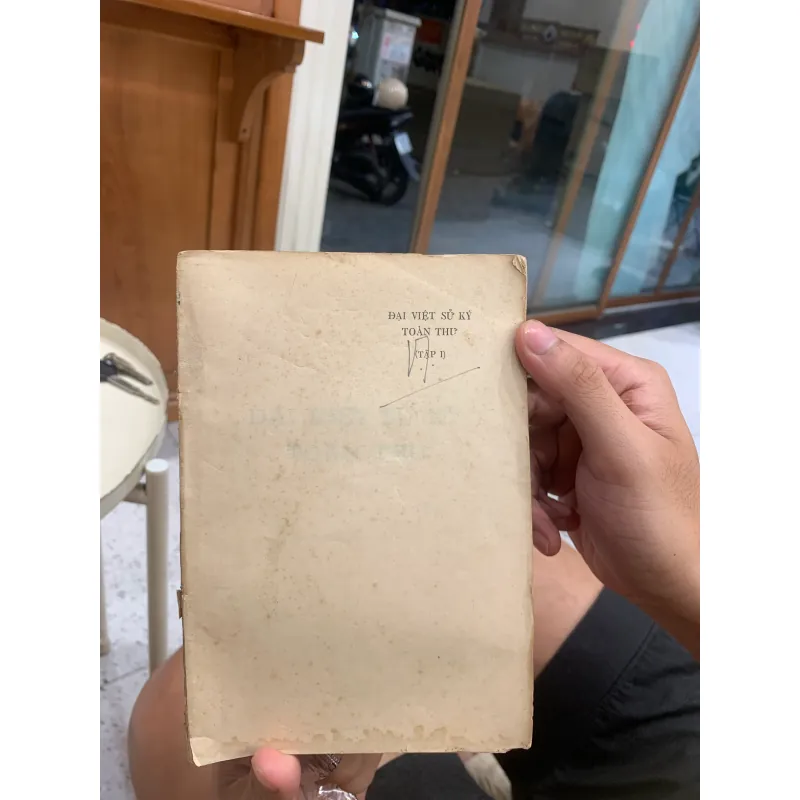 ĐẠI VIỆT SỬ KÝ
TOÀN THƯ
(TẬP I)